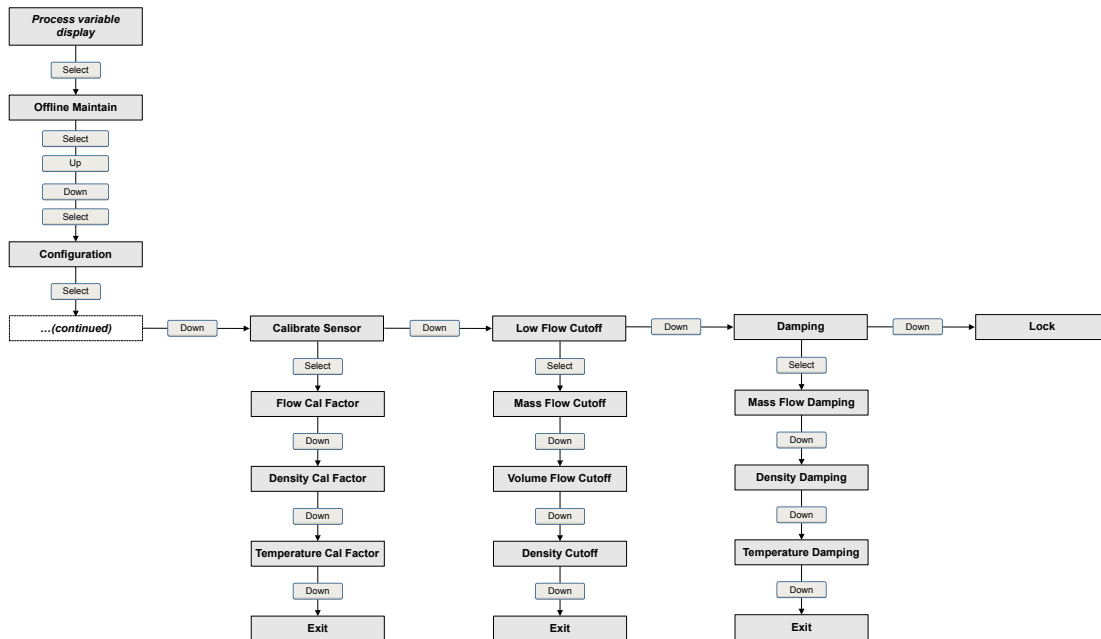 Process variable
display
Select
Offline Maintain
Select
Up
Down
Select
Configuration
Select
...(continued)
Down
Calibrate Sensor
Down
Low Flow Cutoff
Down
Damping
Down
Lock
Select
Select
Select
Flow Cal Factor
Mass Flow Cutoff
Mass Flow Damping
Down
Down
Down
Density Cal Factor
Volume Flow Cutoff
Density Damping
Down
Down
Down
Temperature Cal Factor
Density Cutoff
Temperature Damping
Down
Down
Down
Exit
Exit
Exit